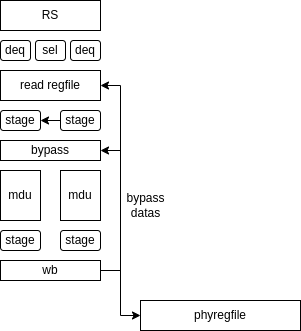 RS
deq sel deq
read regfile
stage stage
bypass
mdu mdu
bypass
datas
stage stage
wb
phyregfile